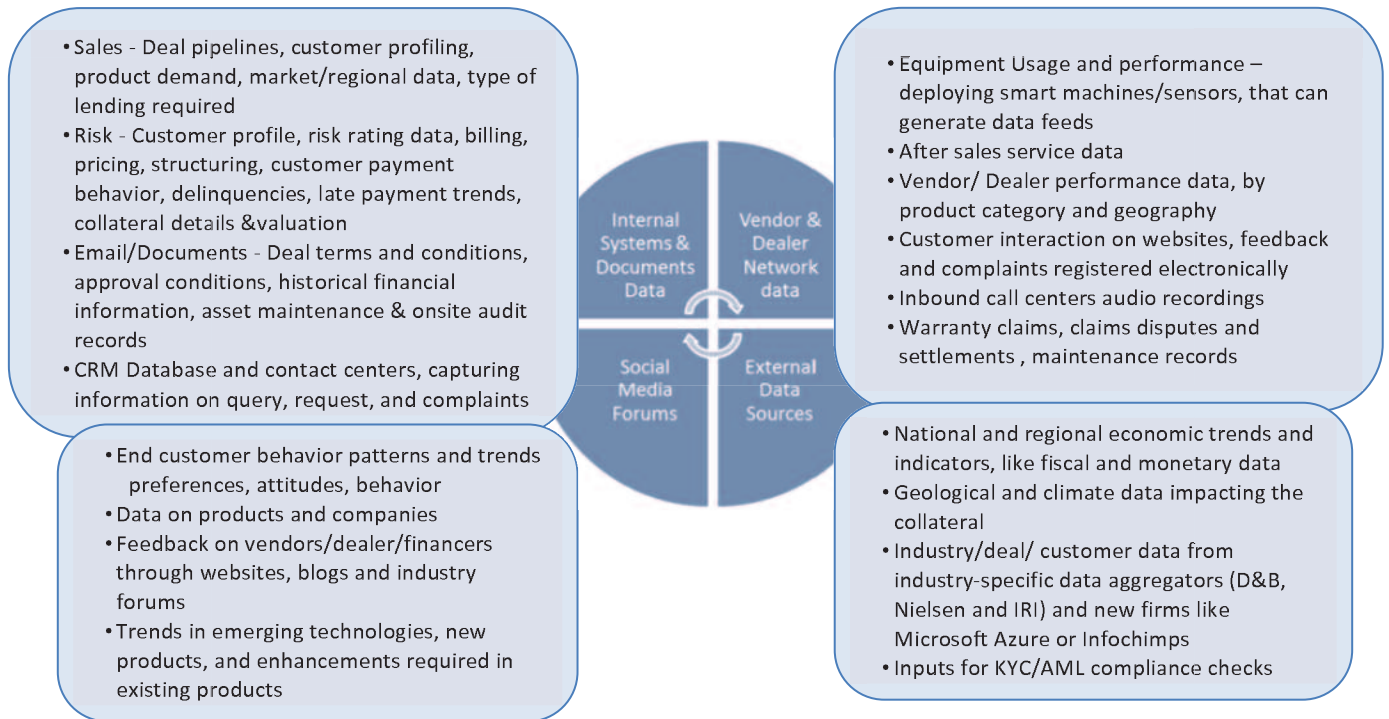 • Sales - Deal pipelines, customer profiling,
product demand, market/regional data, type of
lending required
• Risk - Customer profile, risk rating data, billing,
pricing, structuring, customer payment
behavior, delinquencies, late payment trends,
collateral details &valuation
• Email/Documents - Deal terms and conditions,
approval conditions, historical financial
information, asset maintenance & onsite audit
records
• CRM Database and contact centers, capturing
information on query, request, and complaints
Internal
Systems &
Documents
Data
Vendor &
Dealer
Network
data
• Equipment Usage and performance –
deploying smart machines/sensors, that can
generate data feeds
• After sales service data
• Vendor/ Dealer performance data, by
product category and geography
• Customer interaction on websites, feedback
and complaints registered electronically
• Inbound call centers audio recordings
• Warranty claims, claims disputes and
settlements , maintenance records
• End customer behavior patterns and trends
preferences, attitudes, behavior
• Data on products and companies
• Feedback on vendors/dealer/financers
through websites, blogs and industry
forums
• Trends in emerging technologies, new
products, and enhancements required in
existing products
Social
Media
Forums
External
Data
Sources
• National and regional economic trends and
indicators, like fiscal and monetary data
• Geological and climate data impacting the
collateral
• Industry/deal/ customer data from
industry-specific data aggregators (D&B,
Nielsen and IRI) and new firms like
Microsoft Azure or Infochimps
• Inputs for KYC/AML compliance checks